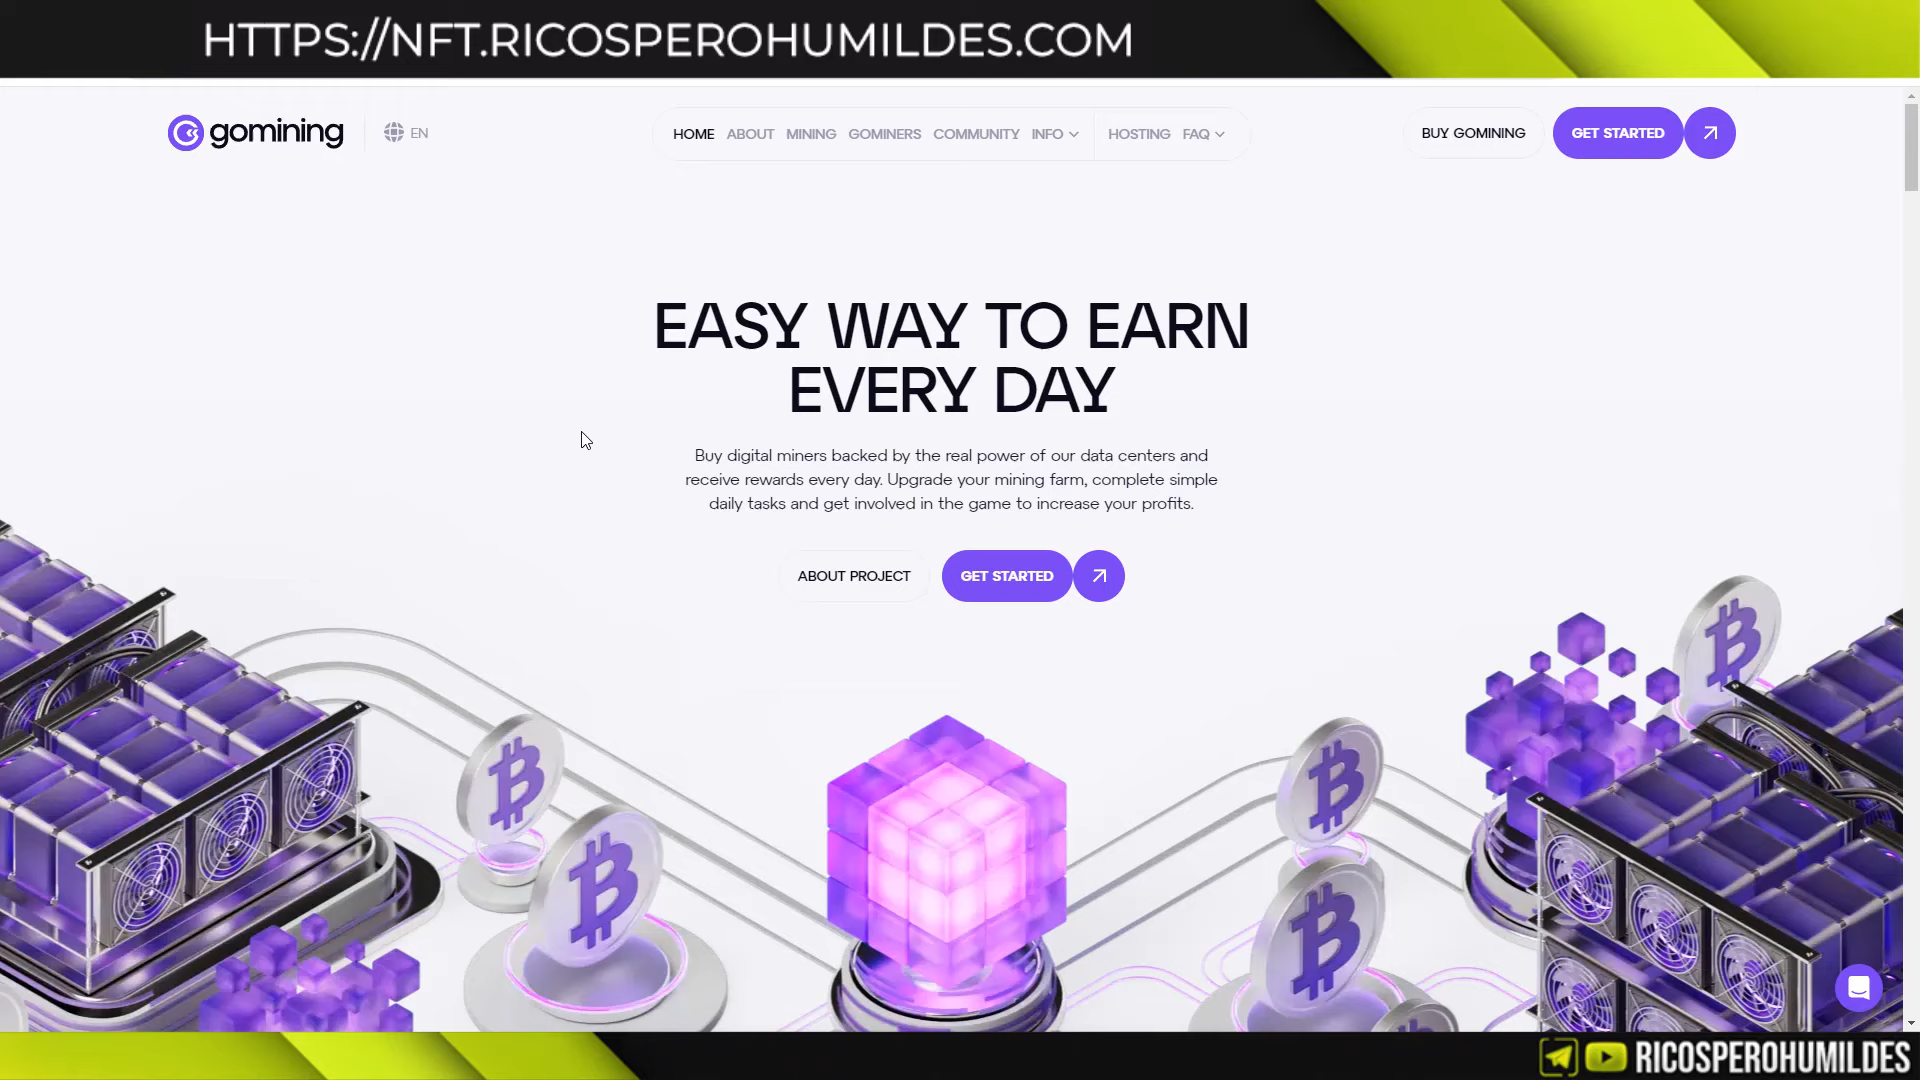 HTTPS://NFT.RICOSPEROHUMILDES.COM
gomining
EN
HOME ABOUT MINING GOMINERS COMMUNITY INFO HOSTING FAQ
BUY GOMINING
GET STARTED
EASY WAY TO EARN
EVERY DAY
Buy digital miners backed by the real power of our data centers and
receive rewards every day. Upgrade your mining farm, complete simple
daily tasks and get involved in the game to increase your profits.
ABOUT PROJECT
GET STARTED
RICOSPEROHUMILDES